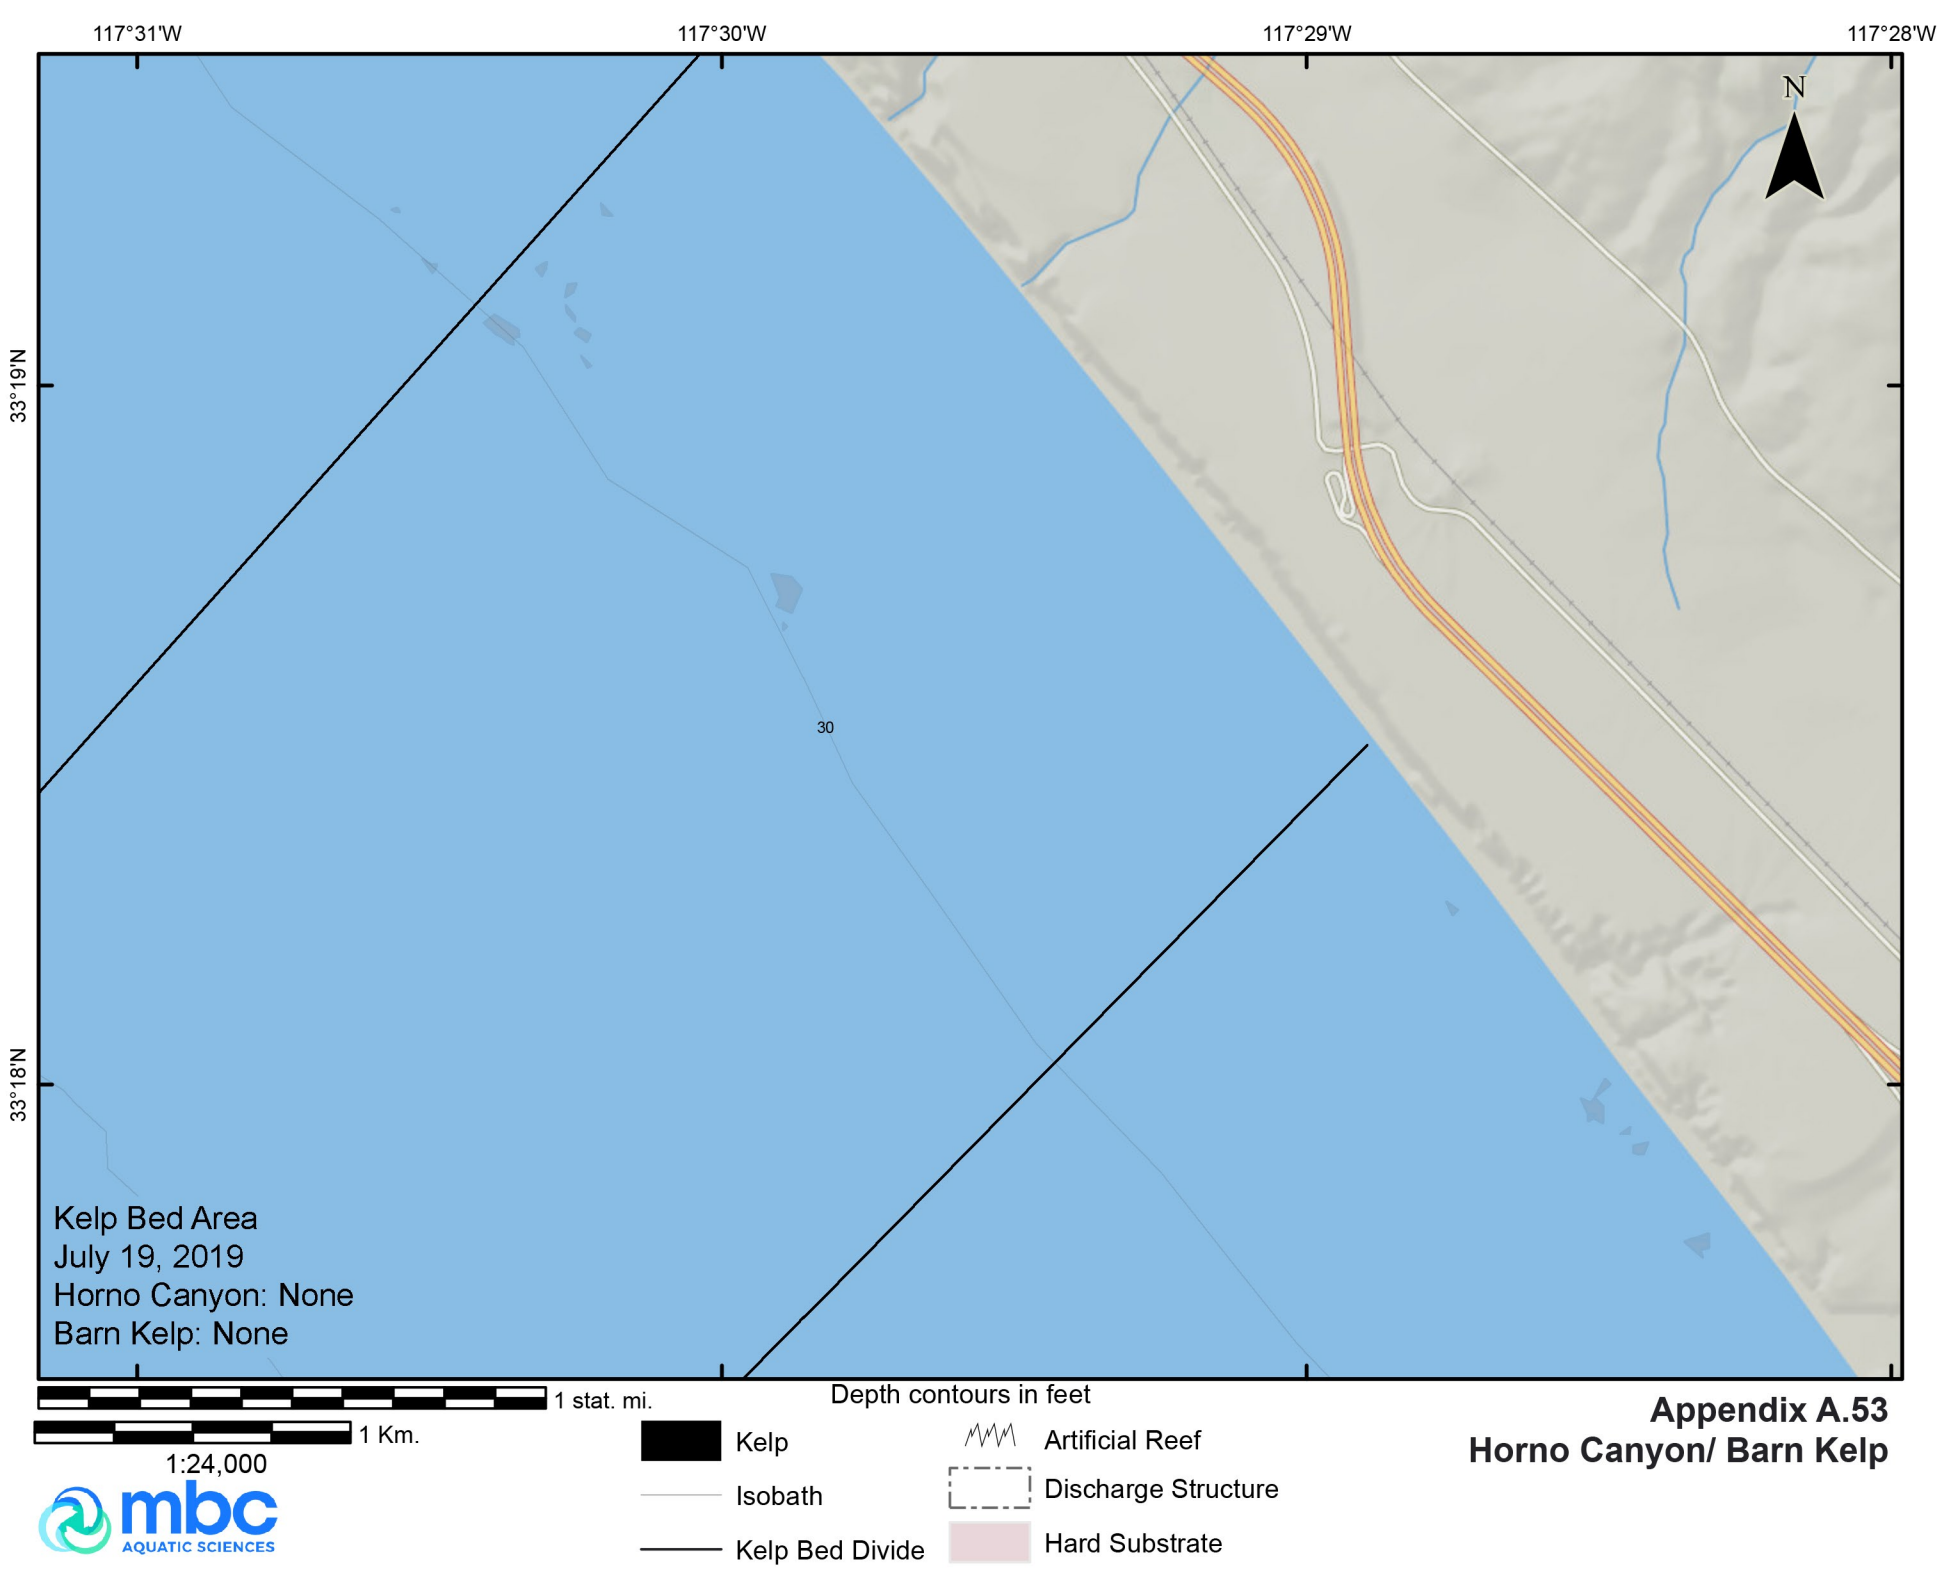 117°31'W
117°30'W
117°29'W
117°28'W
N
33°19'N
30
33°18'N
Kelp Bed Area
July 19, 2019
Horno Canyon: None
Barn Kelp: None
1 stat. mi.
1 Km.
1:24,000
mbc
AQUATIC SCIENCES
Depth contours in feet
Kelp
Isobath
Kelp Bed Divide
Artificial Reef
Discharge Structure
Hard Substrate
Appendix A.53
Horno Canyon/ Barn Kelp